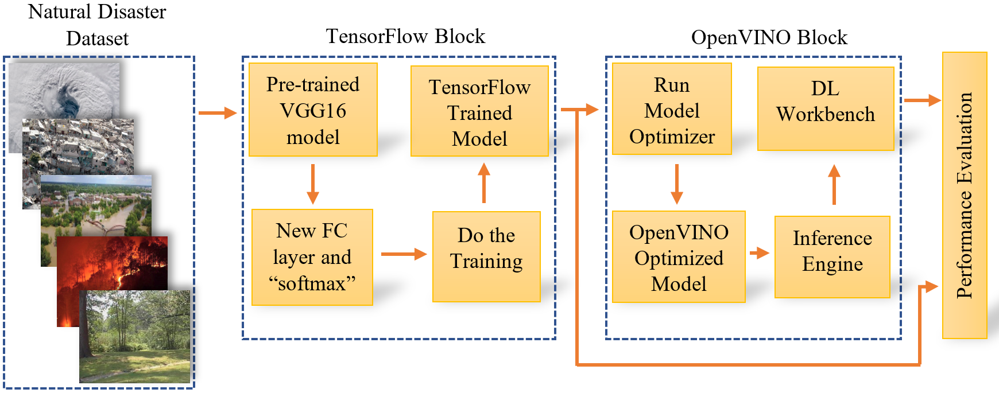 Natural Disaster
Dataset
TensorFlow Block
Pre-trained
VGG16
model
New FC
layer and
“softmax”
Do the
Training
TensorFlow
Trained
Model
OpenVINO Block
Run
Model
Optimizer
OpenVINO
Optimized
Model
Inference
Engine
DL
Workbench
Performance Evaluation